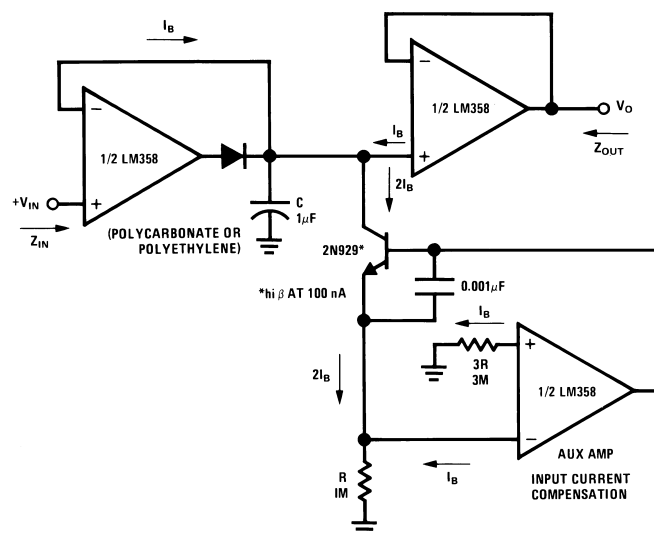 I_B
−
1/2 LM358
+
+V_IN
Z_IN
C
1μF
(POLYCARBONATE OR
POLYETHYLENE)
−
1/2 LM358
+
I_B
V_O
Z_OUT
2I_B
2N929*
*hi β AT 100 nA
0.001μF
I_B
3R
3M
+
1/2 LM358
−
2I_B
I_B
R
IM
AUX AMP
INPUT CURRENT
COMPENSATION